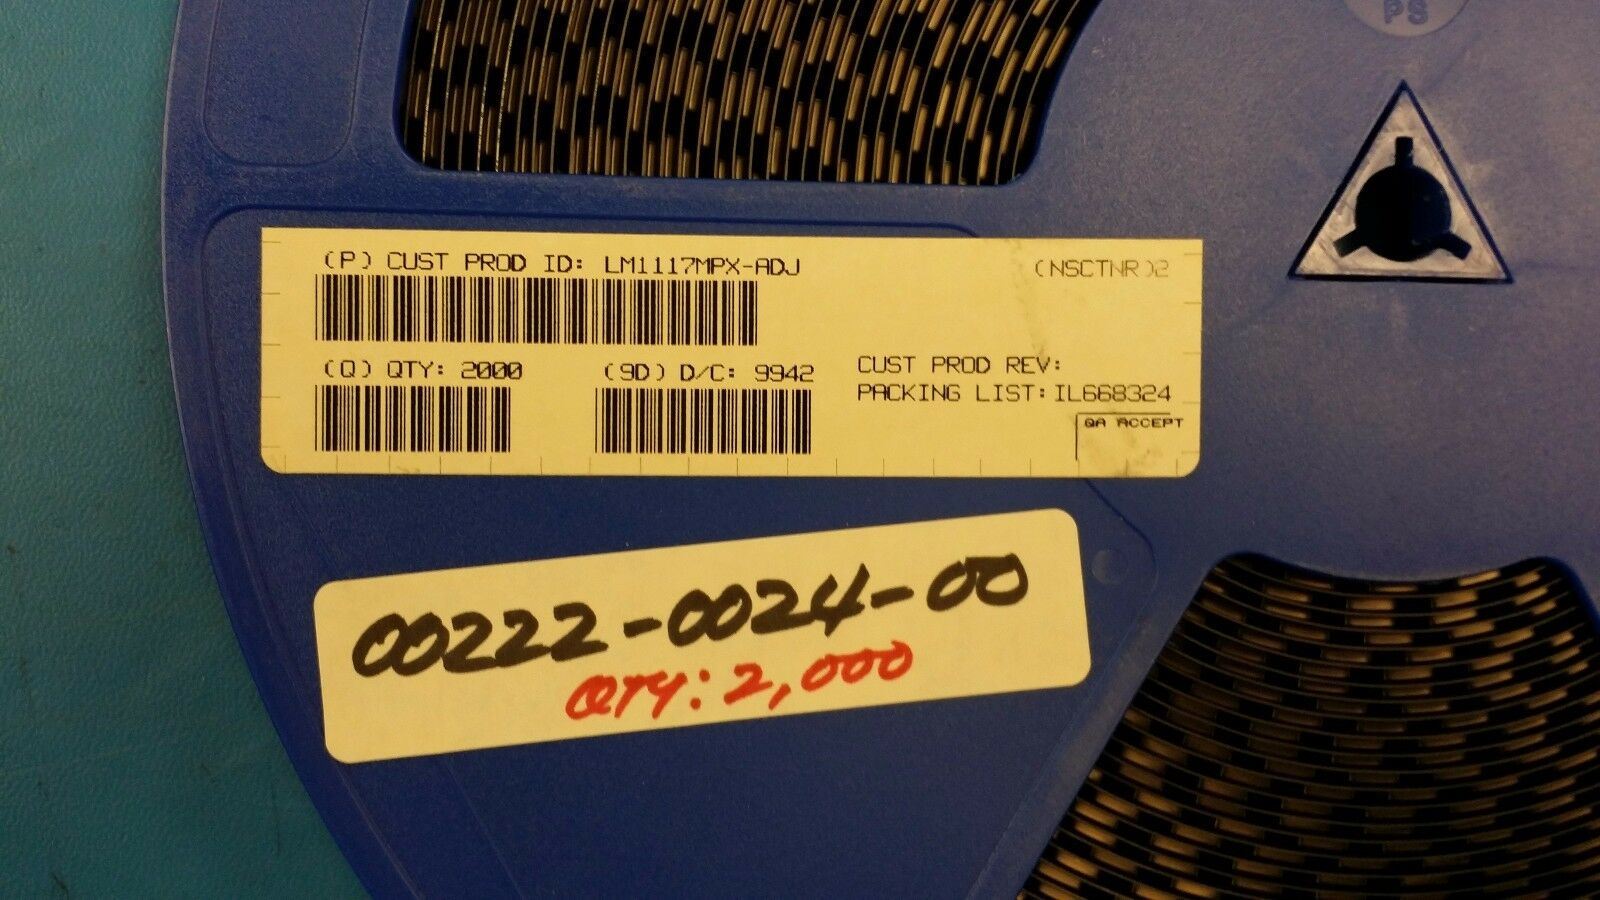 PS
(P) CUST PROD ID: LM1117MPX-ADJ
(NSCTNR)2
(Q) QTY: 2000
(9D) D/C: 9942
CUST PROD REV:
PACKING LIST: IL668324
QA ACCEPT
00222-0024-00
QTY: 2,000